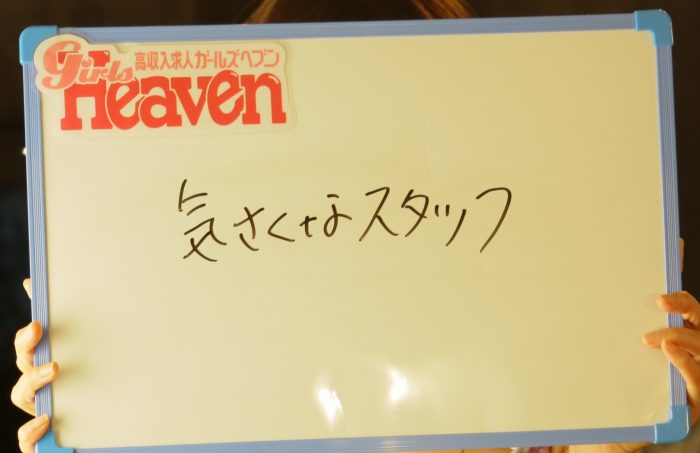 高収入求人ガールズヘブン
Girls
Heaven
気さくなスタッフ